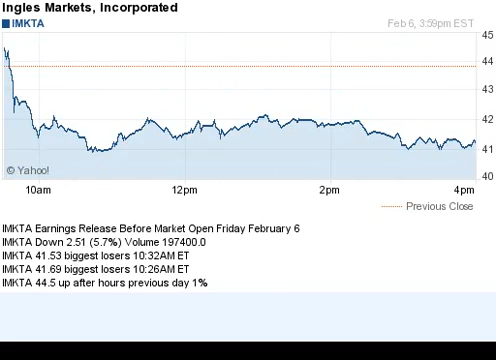 Ingles Markets, Incorporated
IMKTA
Feb 6, 3:59pm EST
45
44
43
42
41
40
© Yahoo!
10am
12pm
2pm
4pm
Previous Close
IMKTA Earnings Release Before Market Open Friday February 6
IMKTA Down 2.51 (5.7%) Volume 197400.0
IMKTA 41.53 biggest losers 10:32AM ET
IMKTA 41.69 biggest losers 10:26AM ET
IMKTA 44.5 up after hours previous day 1%